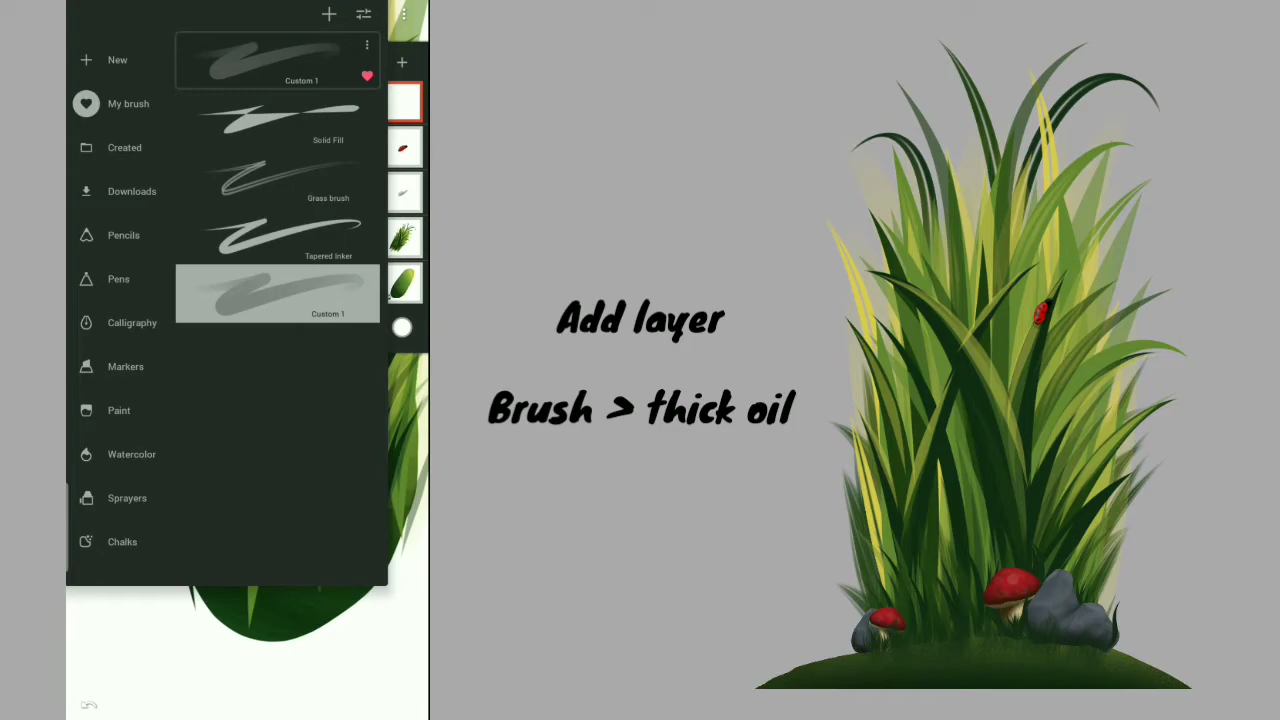 New
My brush
Created
Downloads
Pencils
Pens
Calligraphy
Markers
Paint
Watercolor
Sprayers
Chalks
Custom 1
Solid Fill
Grass brush
Tapered Inker
Custom 1
Add layer
Brush > thick oil